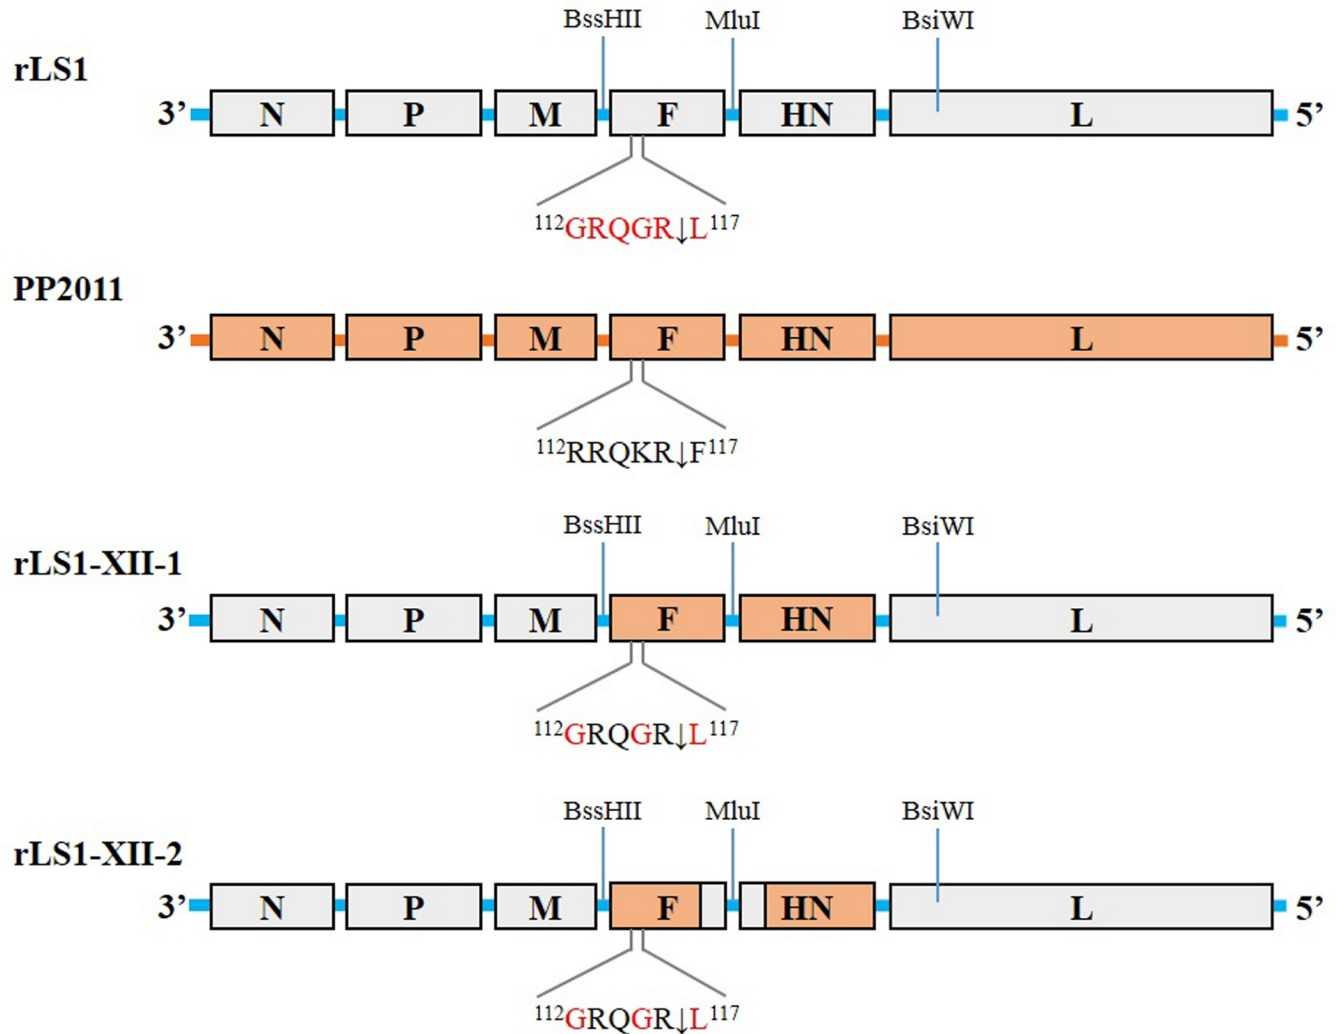 BssHII MluI BsiWI
rLS1
3’ N P M F HN L 5’
112GRQGR↓L117
PP2011
3’ N P M F HN L 5’
112RRQKR↓F117
BssHII MluI BsiWI
rLS1-XII-1
3’ N P M F HN L 5’
112GRQGR↓L117
BssHII MluI BsiWI
rLS1-XII-2
3’ N P M F HN L 5’
112GRQGR↓L117